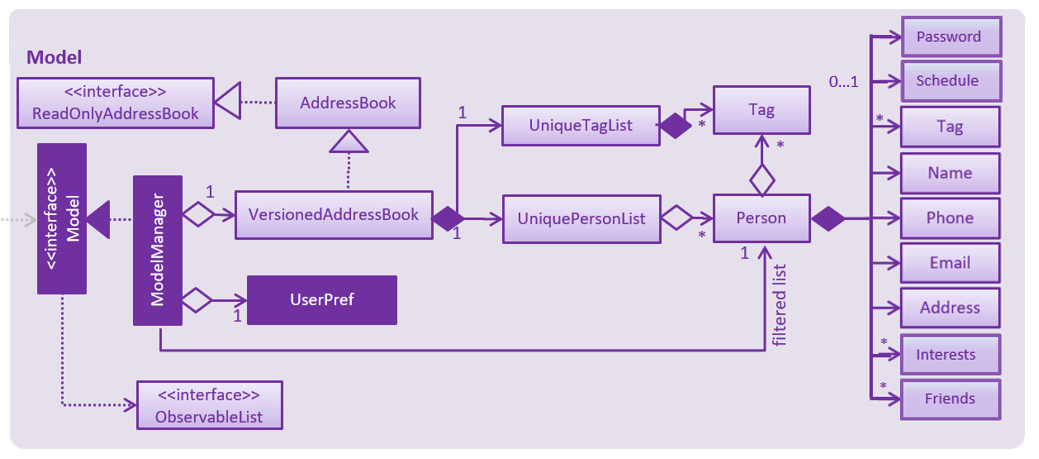 Model
<<interface>>
ReadOnlyAddressBook
AddressBook
1
UniqueTagList
*
Tag
*
<<interface>>
Model
ModelManager
1
VersionedAddressBook
1
UniquePersonList
*
Person
1
filtered list
1
UserPref
<<interface>>
ObservableList
Password
0...1
Schedule
*
Tag
Name
Phone
Email
Address
*
Interests
*
Friends